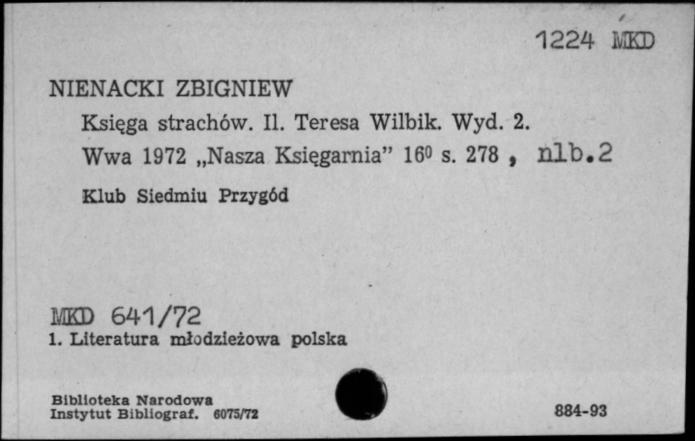 1224 MKD
NIENACKI ZBIGNIEW
Księga strachów. Il. Teresa Wilbik. Wyd. 2.
Wwa 1972 „Nasza Księgarnia” 16⁰ s. 278 , nlb.2
Klub Siedmiu Przygód
MKD 641/72
1. Literatura młodzieżowa polska
Biblioteka Narodowa
Instytut Bibliograf. 6075/72
884-93